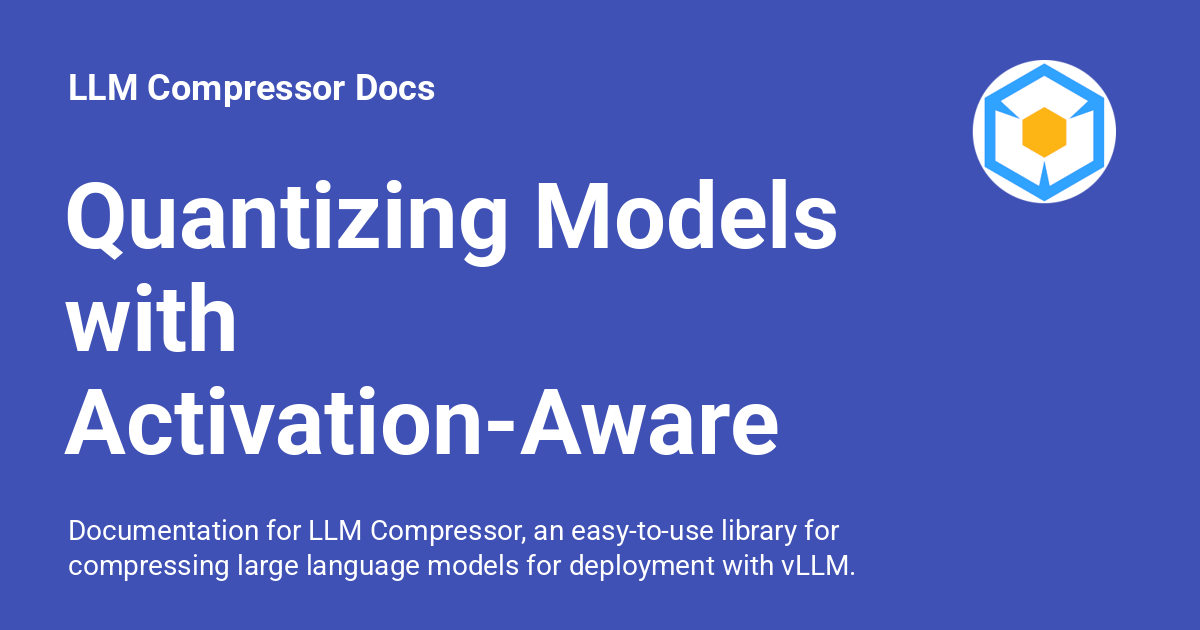 LLM Compressor Docs
Quantizing Models
with
Activation-Aware
Documentation for LLM Compressor, an easy-to-use library for
compressing large language models for deployment with vLLM.